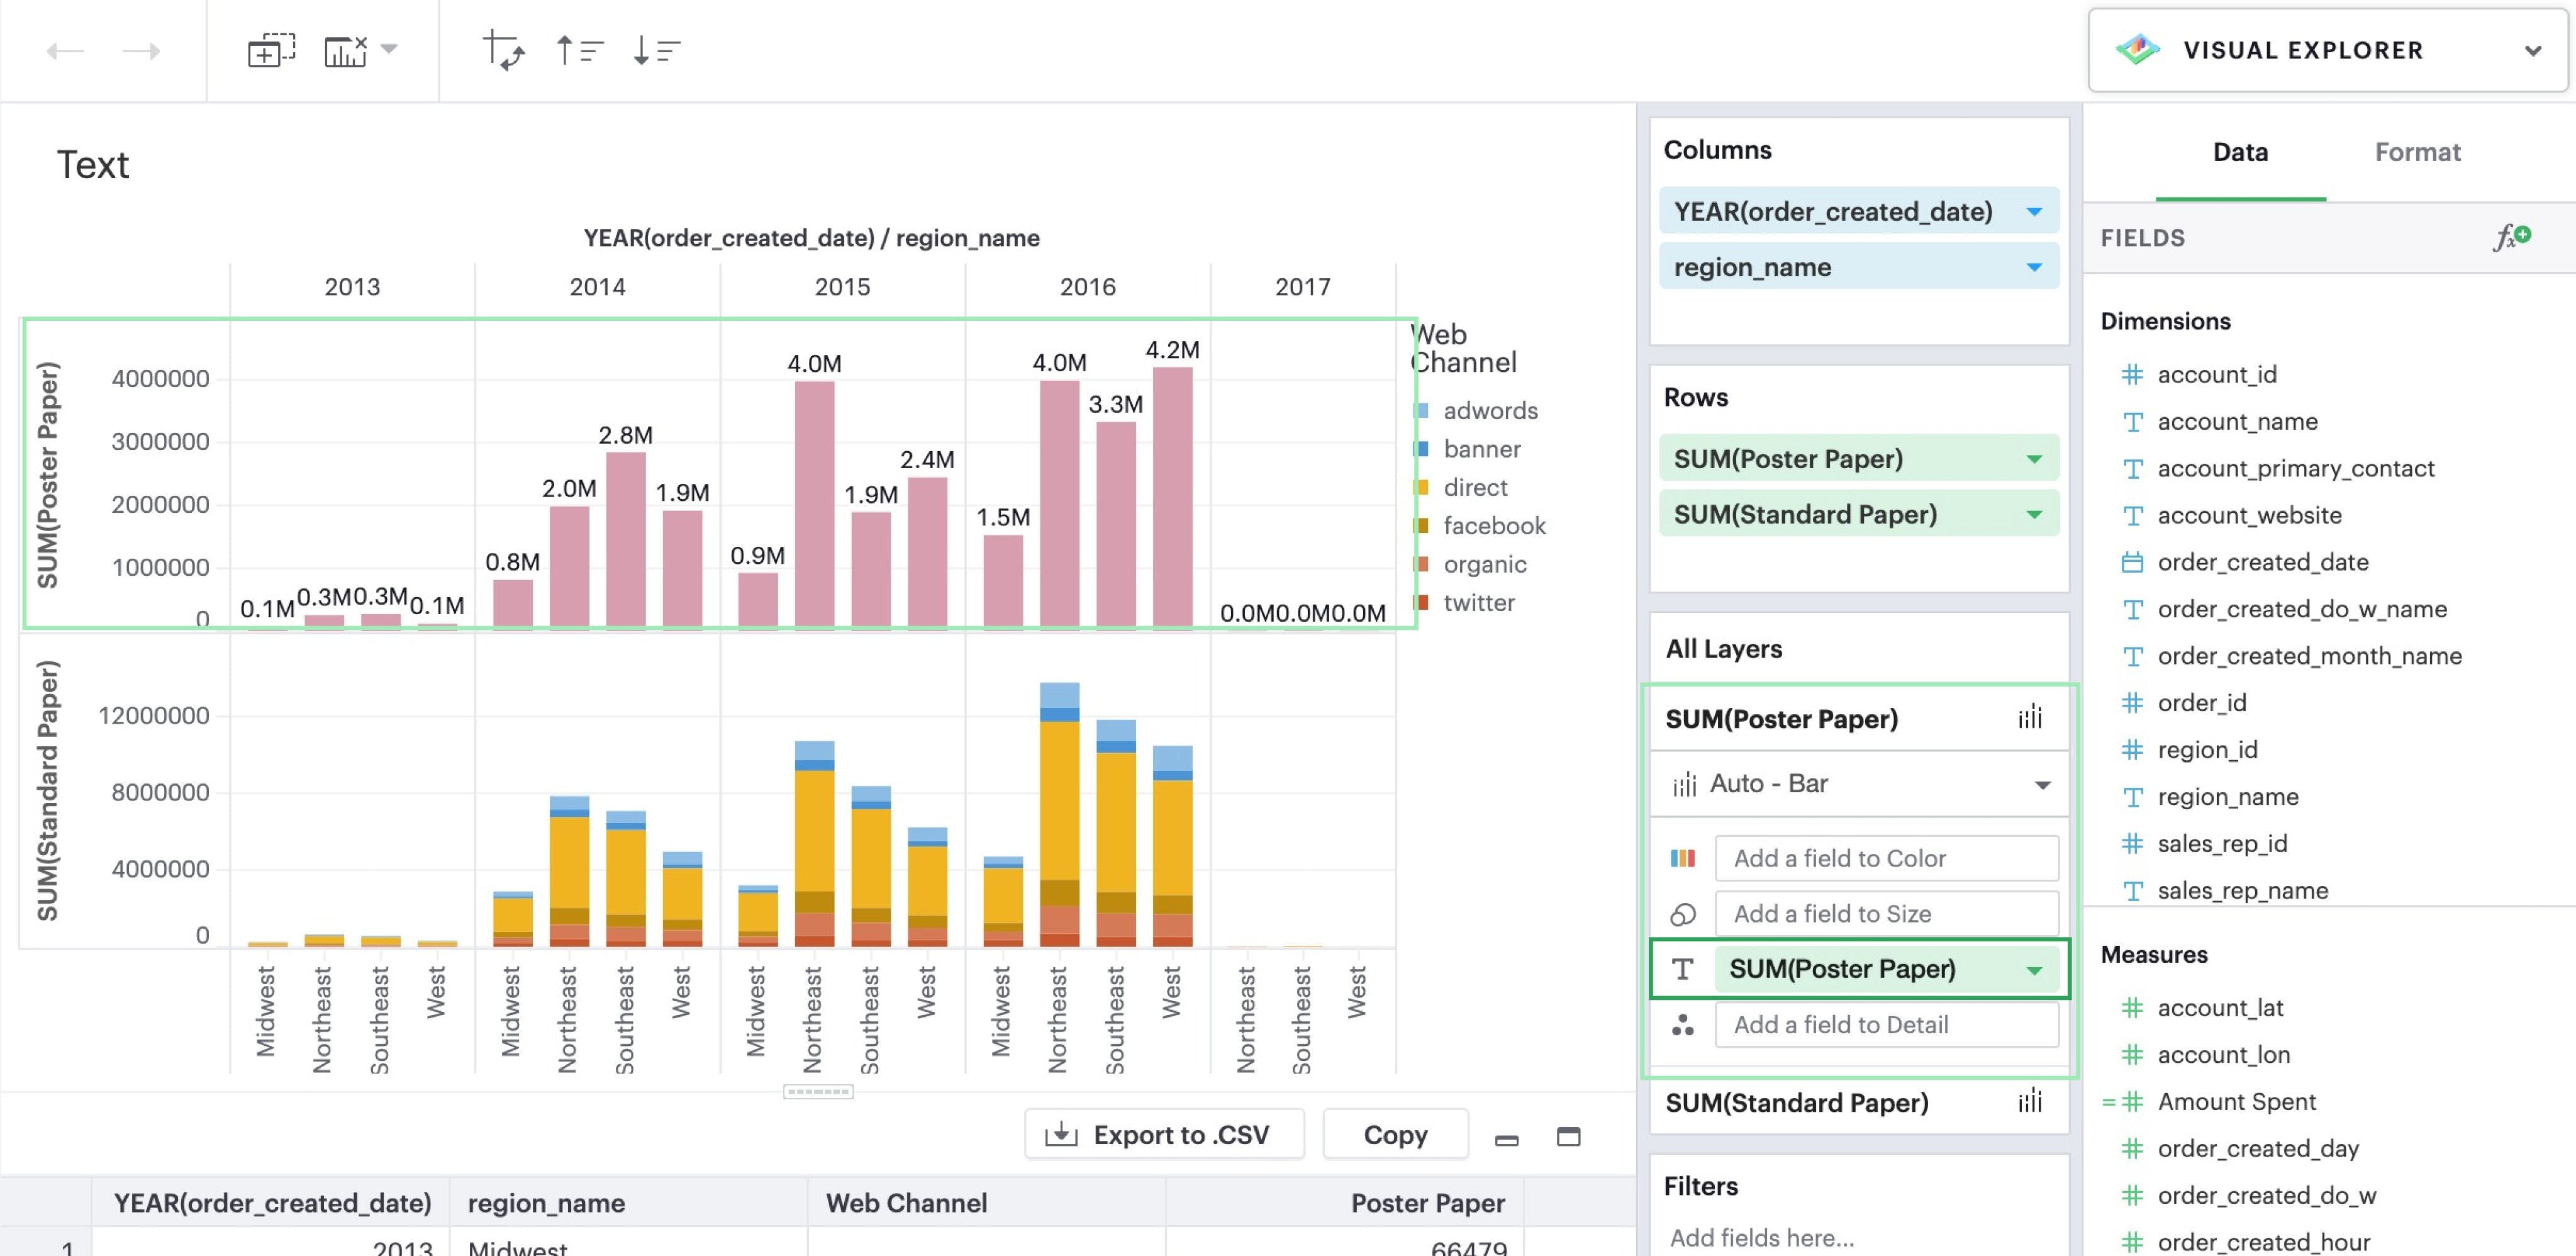 VISUAL EXPLORER
Text
YEAR(order_created_date) / region_name
2013
2014
2015
2016
2017
SUM(Poster Paper)
4000000
3000000
2000000
1000000
0
0.1M
0.3M
0.3M
0.1M
0.8M
2.0M
2.8M
1.9M
0.9M
4.0M
1.9M
2.4M
1.5M
4.0M
3.3M
4.2M
0.0M
0.0M
0.0M
Web
Channel
adwords
banner
direct
facebook
organic
twitter
SUM(Standard Paper)
12000000
8000000
4000000
0
Midwest
Northeast
Southeast
West
Midwest
Northeast
Southeast
West
Midwest
Northeast
Southeast
West
Midwest
Northeast
Southeast
West
Northeast
Southeast
West
Export to .CSV
Copy
YEAR(order_created_date) region_name Web Channel Poster Paper
1 2013 Midwest 66479
Columns
YEAR(order_created_date)
region_name
Rows
SUM(Poster Paper)
SUM(Standard Paper)
All Layers
SUM(Poster Paper)
Auto - Bar
Add a field to Color
Add a field to Size
T SUM(Poster Paper)
Add a field to Detail
SUM(Standard Paper)
Filters
Add fields here...
Data Format
FIELDS fx
Dimensions
# account_id
T account_name
T account_primary_contact
T account_website
order_created_date
T order_created_do_w_name
T order_created_month_name
# order_id
# region_id
T region_name
# sales_rep_id
T sales_rep_name
Measures
# account_lat
# account_lon
=# Amount Spent
# order_created_day
# order_created_do_w
# order_created_hour